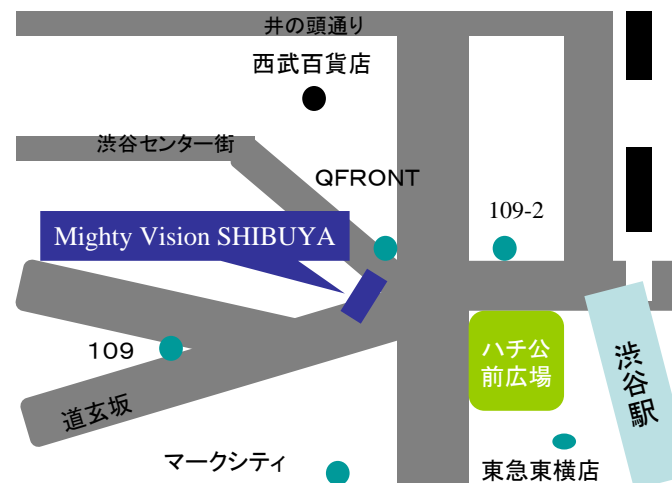 井の頭通り
西武百貨店
渋谷センター街
QFRONT
109-2
Mighty Vision SHIBUYA
109
ハチ公
前広場
渋谷駅
道玄坂
マークシティ
東急東横店